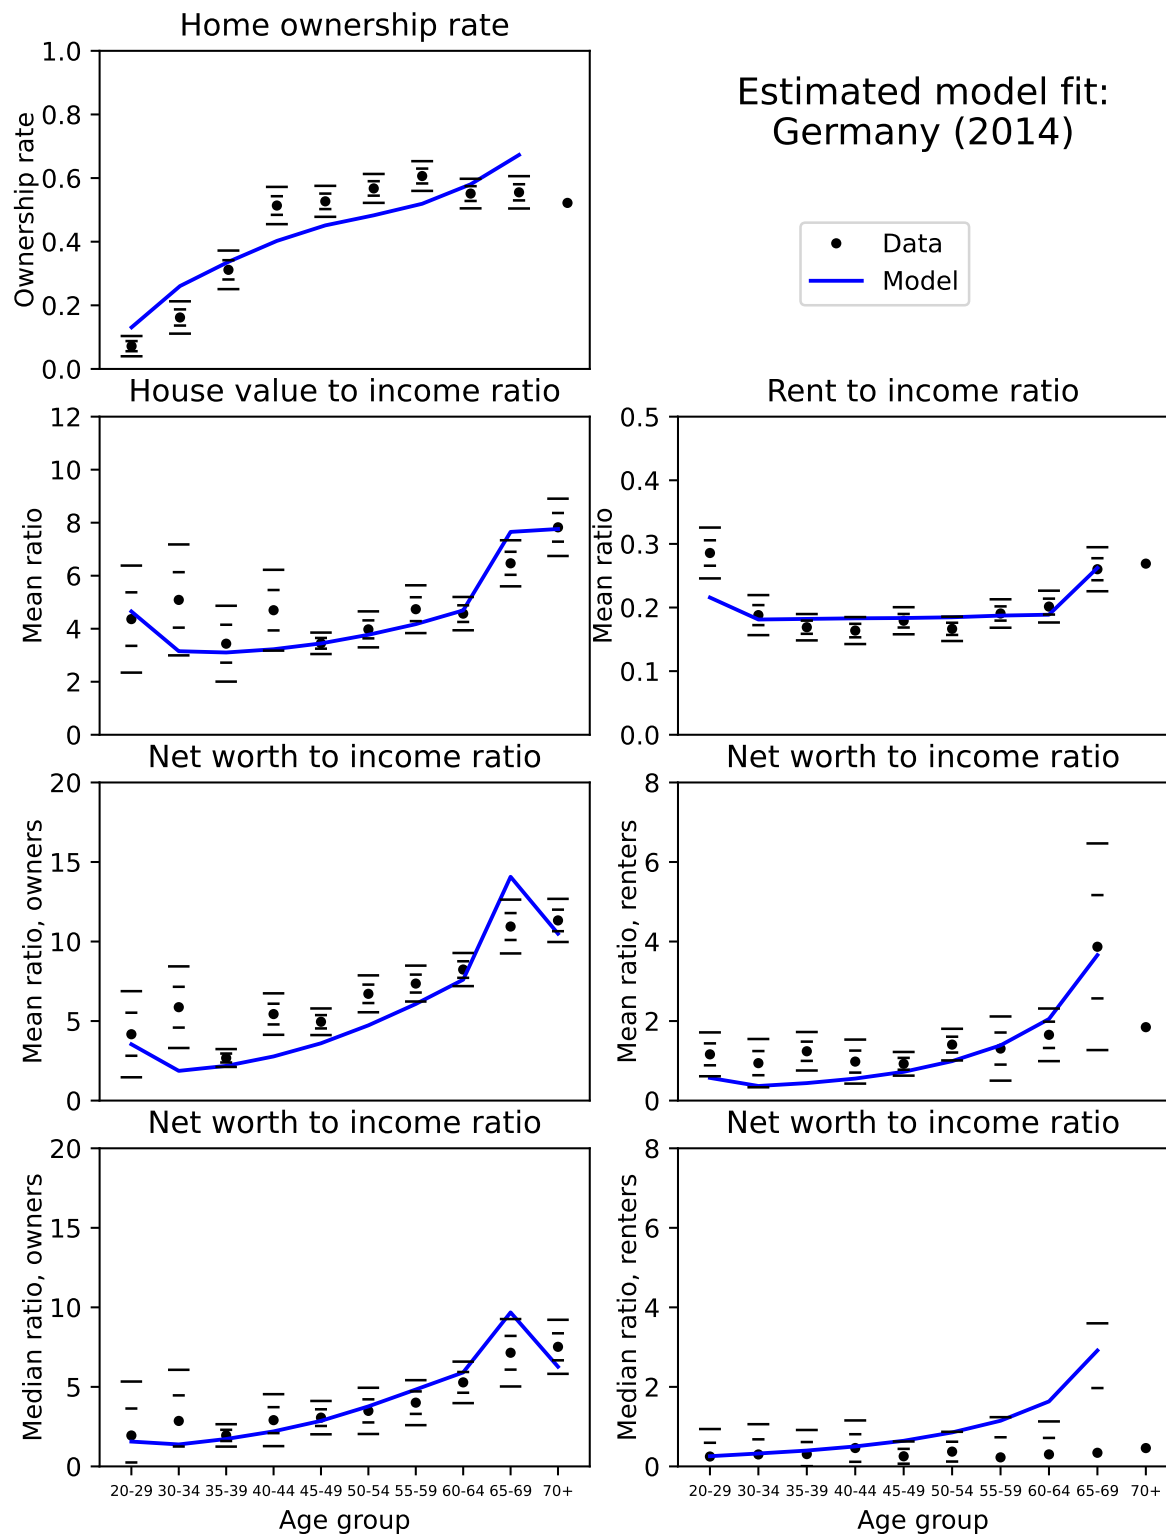 Home ownership rate
Estimated model fit:
Germany (2014)
Data
Model
Ownership rate
1.0
0.8
0.6
0.4
0.2
0.0
House value to income ratio
Mean ratio
12
10
8
6
4
2
0
Rent to income ratio
Mean ratio
0.5
0.4
0.3
0.2
0.1
0.0
Net worth to income ratio
Mean ratio, owners
20
15
10
5
0
Net worth to income ratio
Mean ratio, renters
8
6
4
2
0
Net worth to income ratio
Median ratio, owners
20
15
10
5
0
20-29 30-34 35-39 40-44 45-49 50-54 55-59 60-64 65-69 70+
Age group
Net worth to income ratio
Median ratio, renters
8
6
4
2
0
20-29 30-34 35-39 40-44 45-49 50-54 55-59 60-64 65-69 70+
Age group